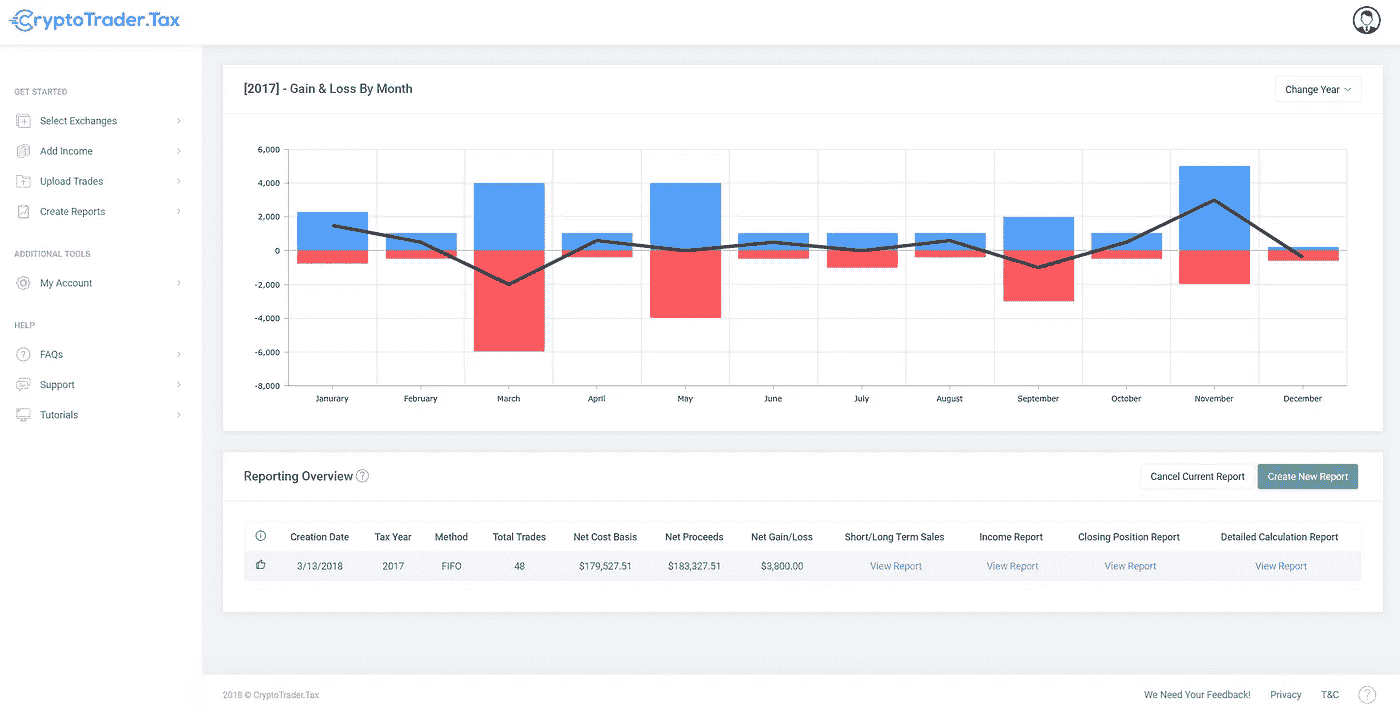 CryptoTrader.Tax
GET STARTED
Select Exchanges
Add Income
Upload Trades
Create Reports
ADDITIONAL TOOLS
My Account
HELP
FAQs
Support
Tutorials
[2017] - Gain & Loss By Month
Change Year
6,000
4,000
2,000
0
-2,000
-4,000
-6,000
-8,000
Janurary February March April May June July August September October November December
Reporting Overview ?
Cancel Current Report Create New Report
Creation Date Tax Year Method Total Trades Net Cost Basis Net Proceeds Net Gain/Loss Short/Long Term Sales Income Report Closing Position Report Detailed Calculation Report
3/13/2018 2017 FIFO 48 $179,527.51 $183,327.51 $3,800.00 View Report View Report View Report View Report
2018 © CryptoTrader.Tax
We Need Your Feedback! Privacy T&C ?